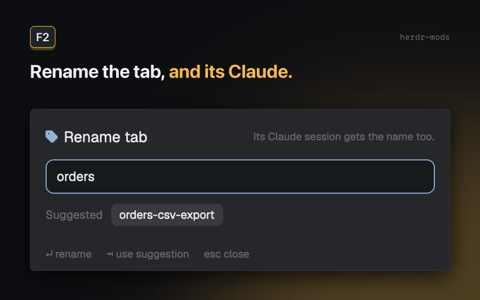 F2
herdr-mods
Rename the tab, and its Claude.
Rename tab
Its Claude session gets the name too.
orders
Suggested orders-csv-export
↵ rename ⇥ use suggestion esc close